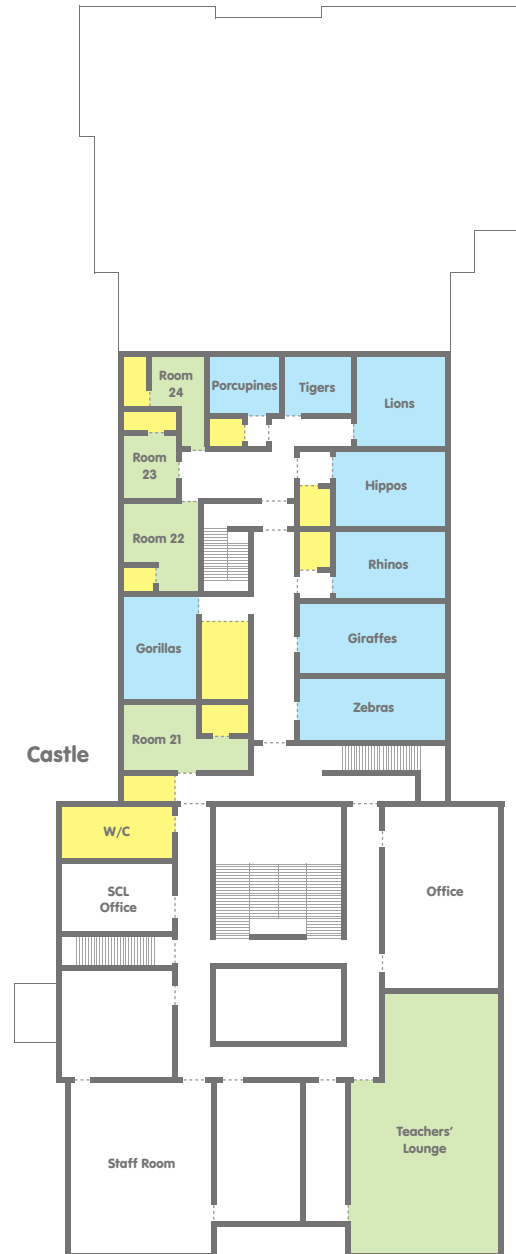 Room
24
Porcupines
Tigers
Lions
Room
23
Hippos
Room 22
Rhinos
Gorillas
Giraffes
Zebras
Room 21
Castle
W/C
SCL
Office
Office
Teachers’
Lounge
Staff Room